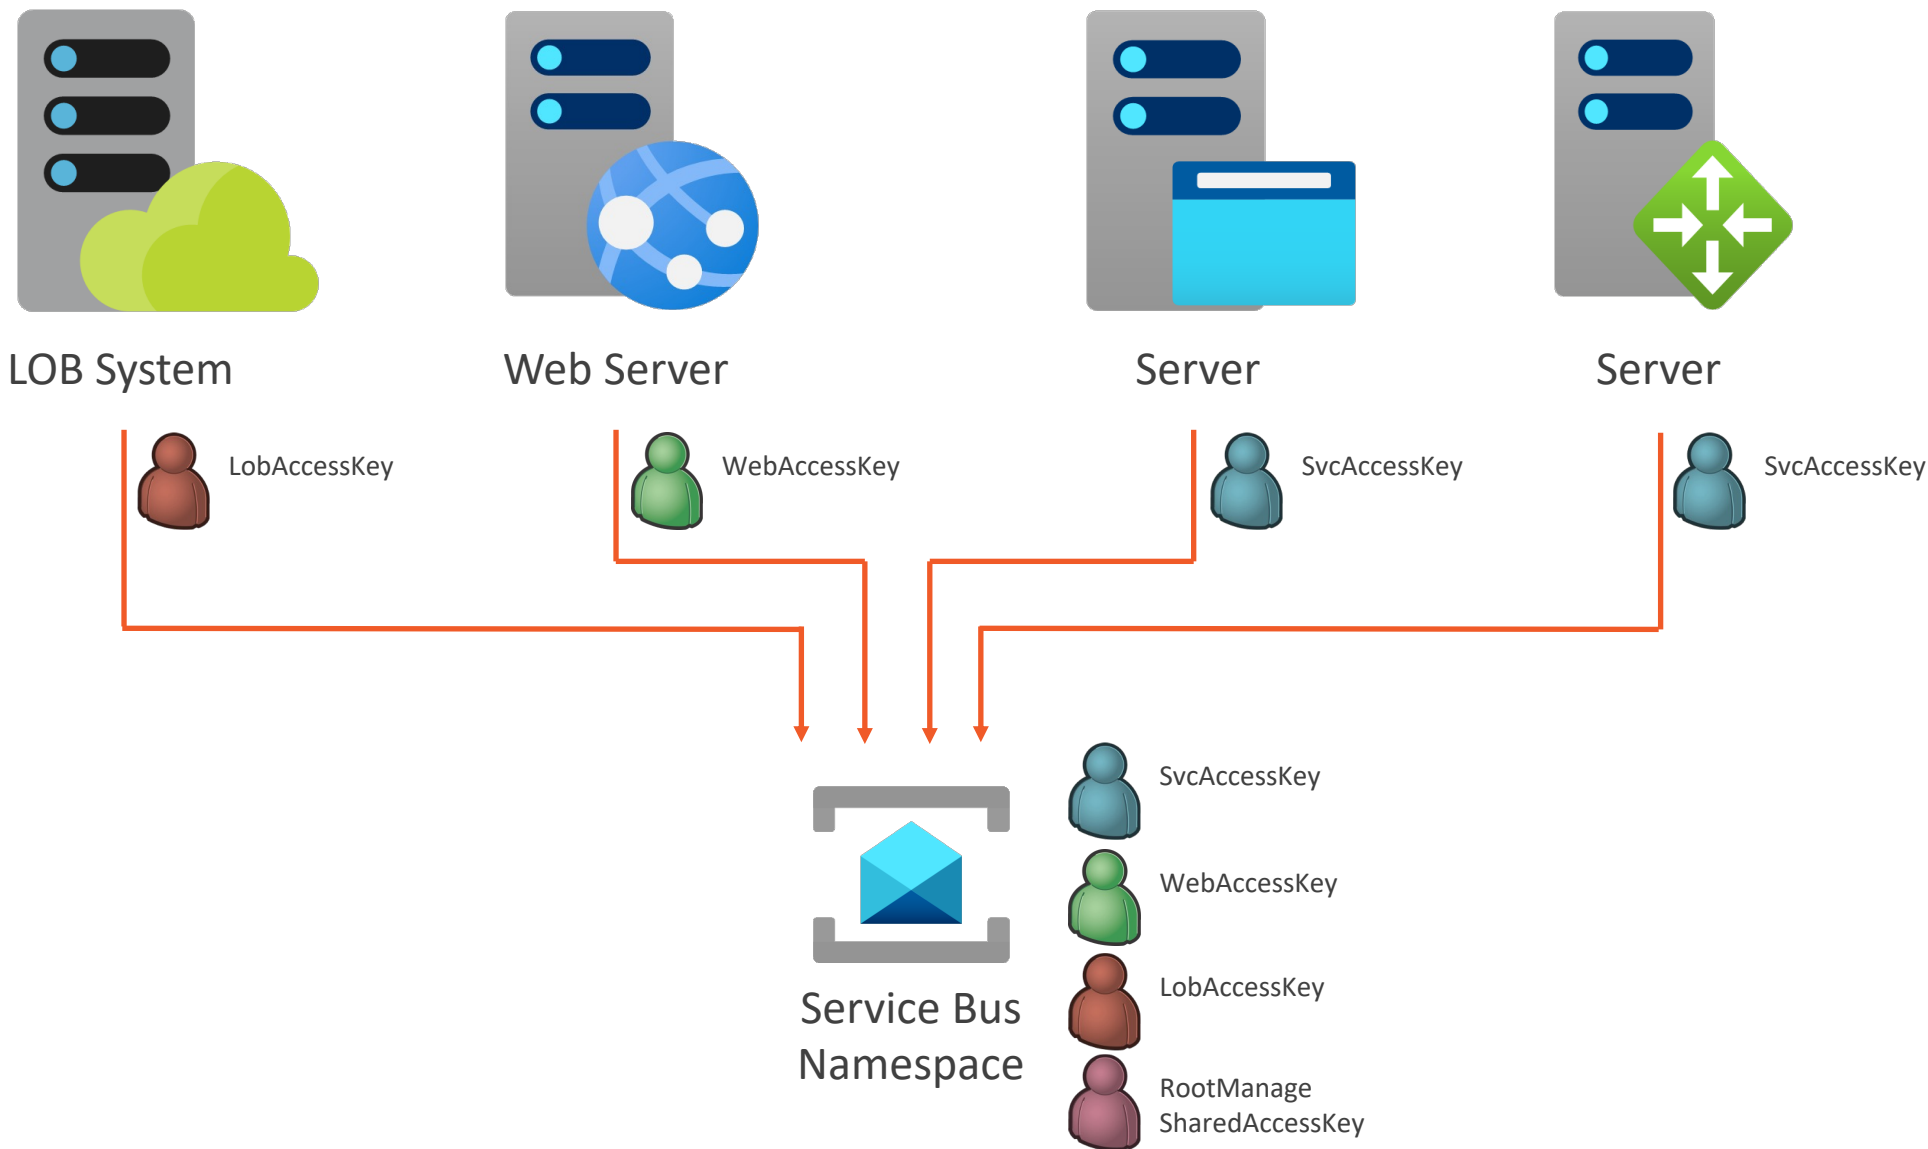 LOB System
Web Server
Server
Server
LobAccessKey
WebAccessKey
SvcAccessKey
SvcAccessKey
SvcAccessKey
WebAccessKey
LobAccessKey
RootManage
SharedAccessKey
Service Bus
Namespace